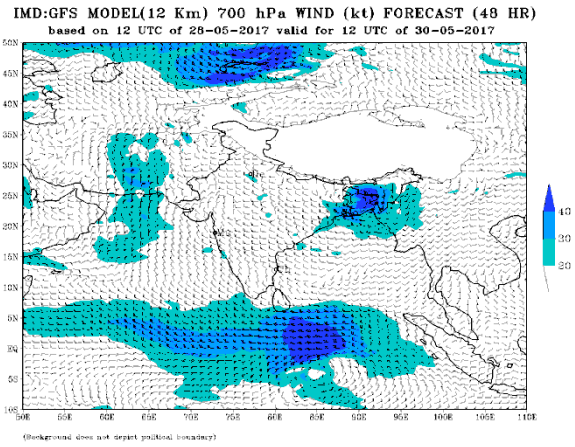 IMD:GFS MODEL(12 Km) 700 hPa WIND (kt) FORECAST (48 HR)
based on 12 UTC of 28-05-2017 valid for 12 UTC of 30-05-2017
50N
45N
40N
35N
30N
25N
20N
15N
10N
5N
EQ
5S
10S
50E 55E 60E 65E 70E 75E 80E 85E 90E 95E 100E 105E 110E
40
30
20
(Background does not depict political boundary)